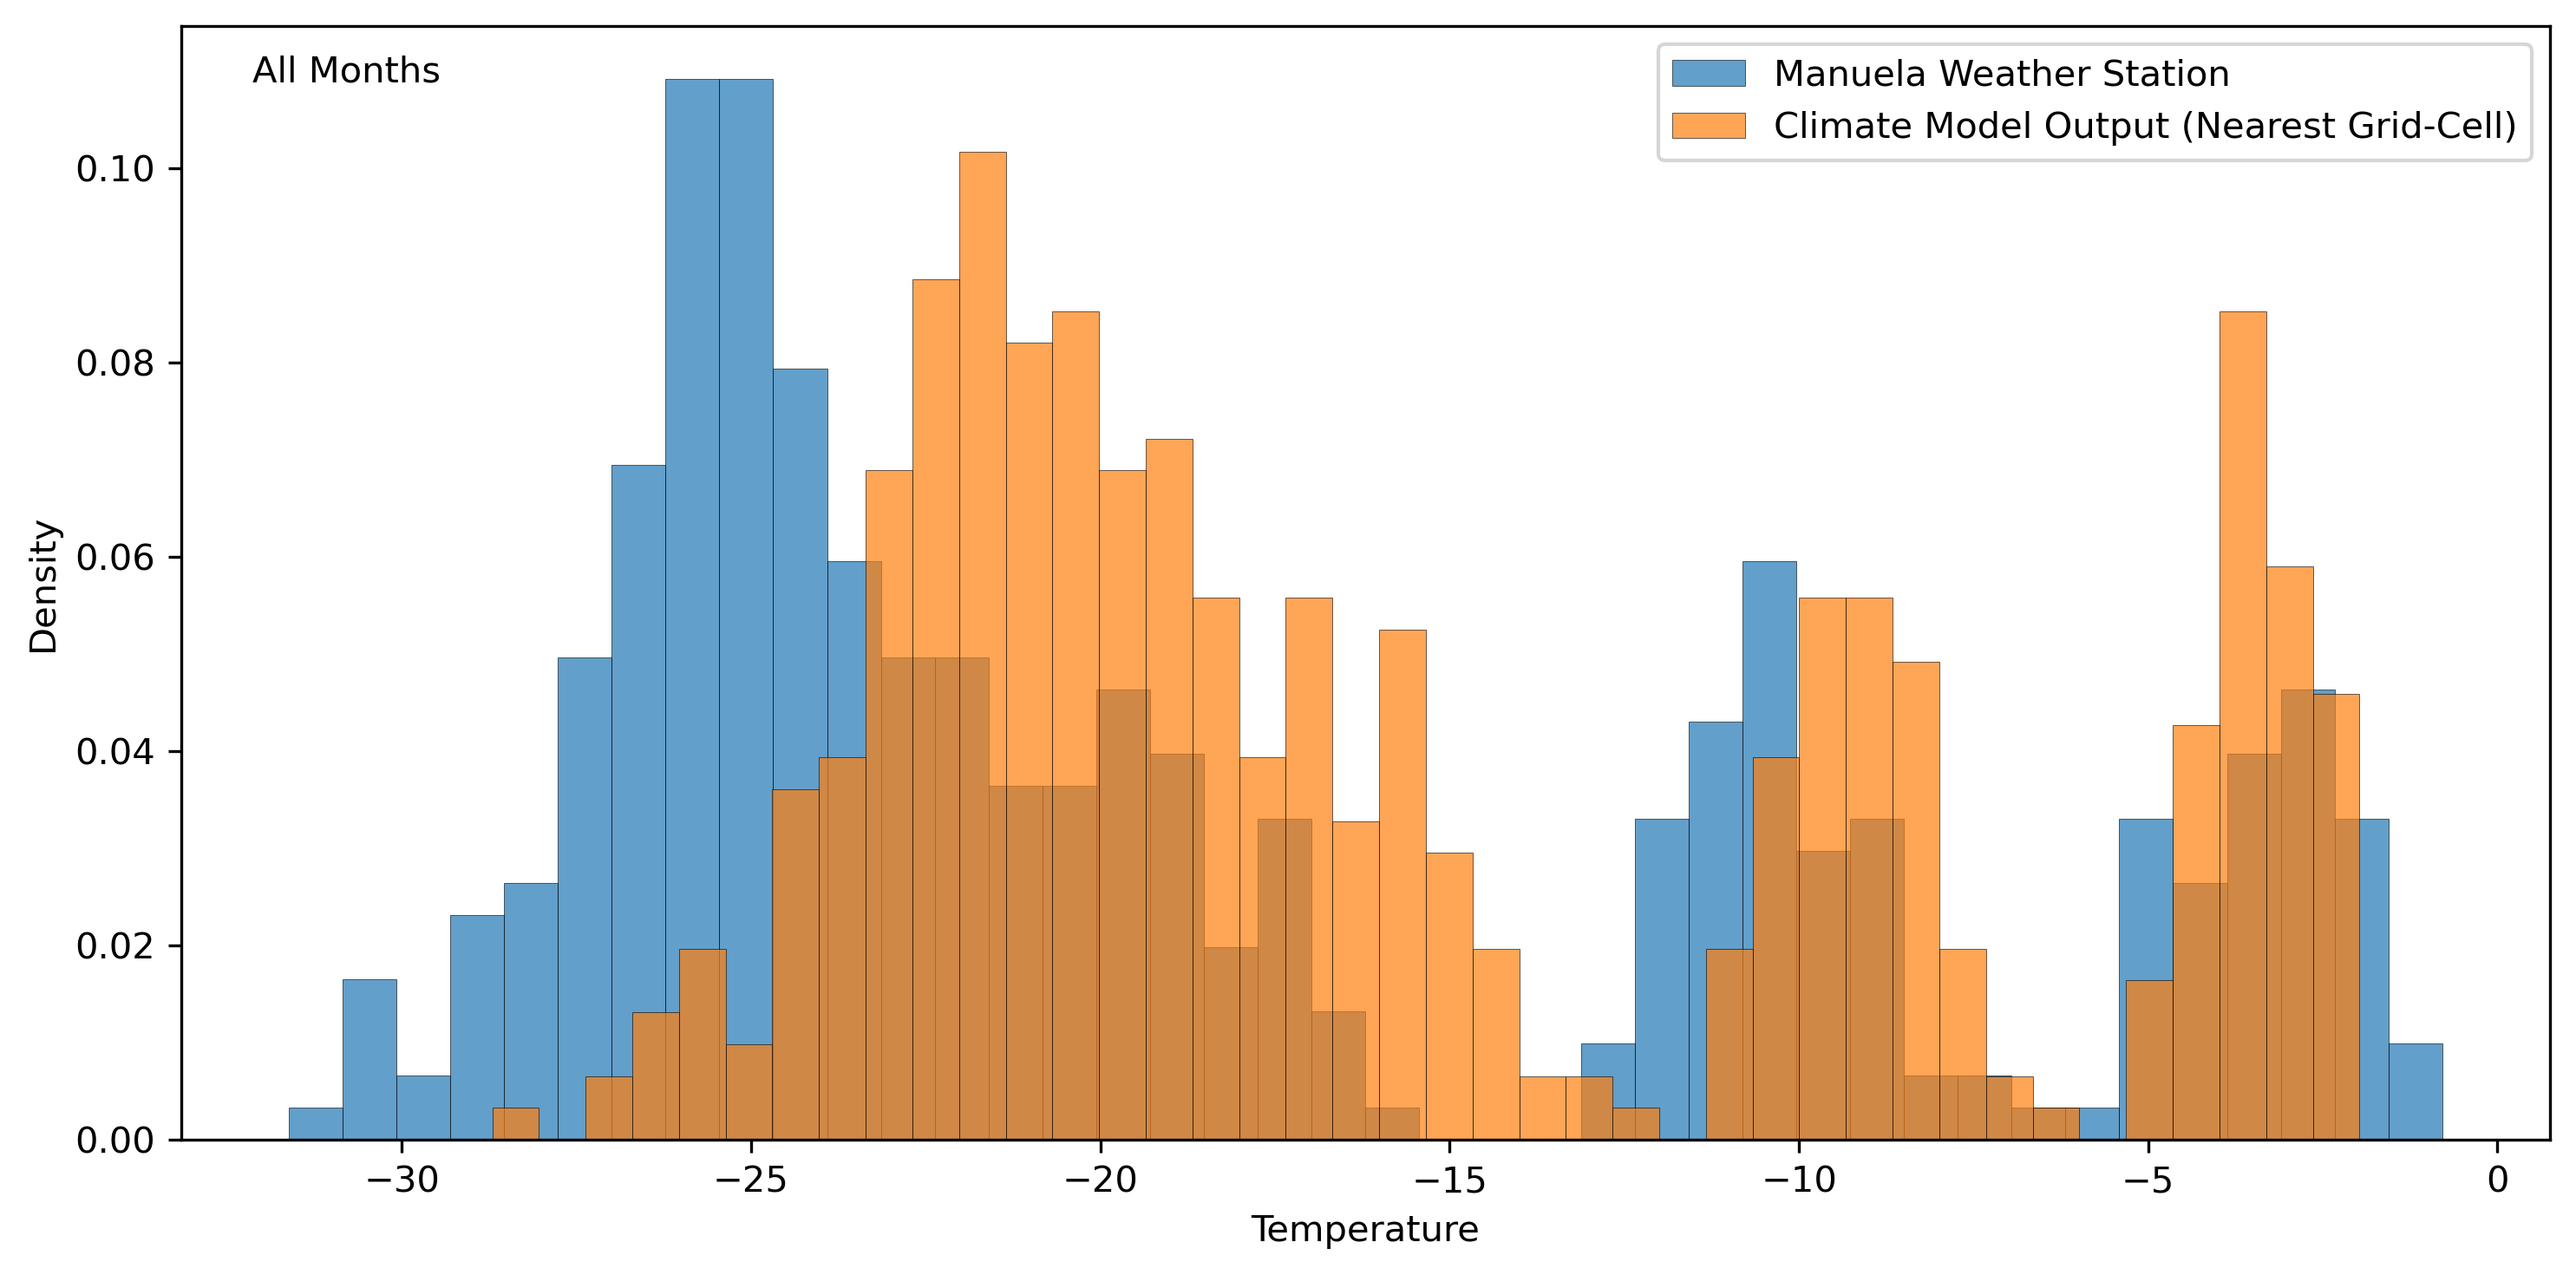 All Months
Manuela Weather Station
Climate Model Output (Nearest Grid-Cell)
0.10
0.08
0.06
0.04
0.02
0.00
Density
−30
−25
−20
−15
−10
−5
0
Temperature